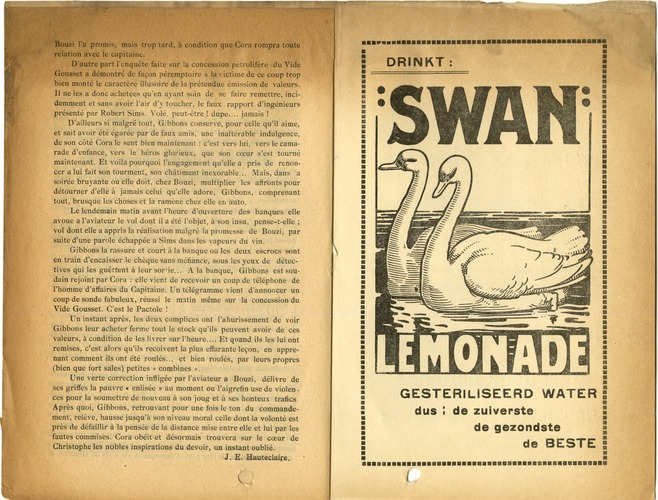 Bouzi l'a promis, mais trop tard, à condition que Cora rompra toute
relation avec le capitaine.
D'autre part l'enquête faite sur la concession petrolifère du Vide
Gousset a démontré de façon péremptoire à la victime de ce coup trop
bien monté le caractère illusoire de la prétendue émission de valeurs.
Il ne les a donc achetées qu'en ayant soin de se faire remettre, inci-
demment et sans avoir l'air d'y toucher, le faux rapport d'ingénieurs
présenté par Robert Sims. Volé, peut-être ! dupe.... jamais !
D'ailleurs si malgré tout, Gibbons conserve, pour celle qu'il aime,
et sait avoir été égarée par de faux amis, une inaltérable indulgence,
de son côté Cora le sent bien maintenant : c'est vers lui, vers le cama-
rade d'enfance, vers le héros glorieux, que son cœur s'est tourné
maintenant. Et voila pourquoi l'engagement qu'elle a pris de renon-
cer a lui fait son tourment, son châtiment inexorable... Mais, dans la
soirée bruyante ou elle doit, chez Bouzi, multiplier les affronts pour
détourner d'elle à jamais celui qu'elle adore, Gibbons, comprenant
tout, brusque les choses et la ramène chez elle en auto.
Le lendemain matin avant l'heure d'ouverture des banques elle
avoue a l'aviateur le vol dont il a été l'objet, à son insu, pense-t-elle ;
vol dont elle a appris la réalisation malgré la promesse de Bouzi, par
suite d'une parole échappée a Sims dans les vapeurs du vin.
Gibbons la rassure et court à la banque ou les deux escrocs sont
en train d'encaisser le chèque sans méfiance, sous les yeux de détec-
tives qui les guêttent à leur sortie... A la banque, Gibbons est sou-
dain rejoint par Cora : elle vient de recevoir un coup de téléphone de
l'homme d'affaires du Capitaine. Un télégramme vient d'annoncer un
coup de sonde fabuleux, réussi le matin même sur la concession du
Vide Gousset. C'est le Pactole !
Un instant après, les deux complices ont l'ahurissement de voir
Gibbons leur acheter ferme tout le stock qu'ils peuvent avoir de ces
valeurs, à condition de les livrer sur l'heure.... Et quand ils les lui ont
remises, c'est alors qu'ils recoivent la plus effarante leçon, en appre-
nant comment ils ont été roulés... et bien roulés, par leurs propres
(bien que fort sales) petites « combines ».
Une verte correction infligée par l'aviateur a Bouzi, délivre de
ses griffes la pauvre « enlisée » au moment ou l'aigrefin use de violen-
ces pour la soumettre de nouveau à son joug et à ses honteux trafics.
Après quoi, Gibbons, retrouvant pour une fois le ton du commande-
ment, relève, hausse jusqu'à son niveau moral celle dont la volonté est
près de défaillir à la pensée de la distance mise entre elle et lui par les
fautes commises. Cora obéit et désormais trouvera sur le cœur de
Christophe les nobles inspirations du devoir, un instant oublié.
J. E. Hauteclaire.
DRINKT :
:SWAN:
LEMONADE
GESTERILISEERD WATER
dus : de zuiverste
de gezondste
de BESTE